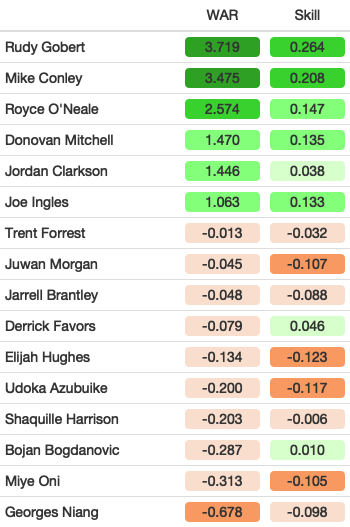 WAR Skill
Rudy Gobert 3.719 0.264
Mike Conley 3.475 0.208
Royce O'Neale 2.574 0.147
Donovan Mitchell 1.470 0.135
Jordan Clarkson 1.446 0.038
Joe Ingles 1.063 0.133
Trent Forrest -0.013 -0.032
Juwan Morgan -0.045 -0.107
Jarrell Brantley -0.048 -0.088
Derrick Favors -0.079 0.046
Elijah Hughes -0.134 -0.123
Udoka Azubuike -0.200 -0.117
Shaquille Harrison -0.203 -0.006
Bojan Bogdanovic -0.287 0.010
Miye Oni -0.313 -0.105
Georges Niang -0.678 -0.098